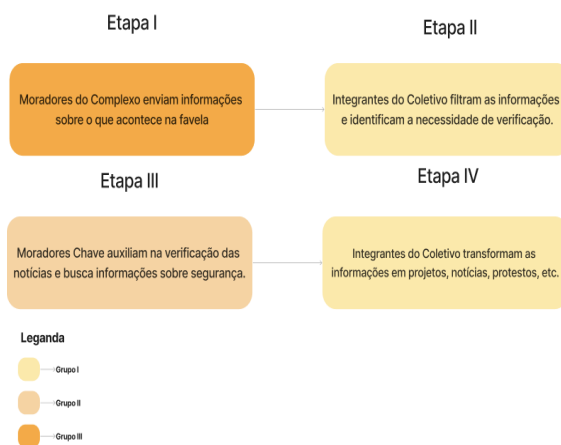 Etapa I
Etapa II
Moradores do Complexo enviam informações
sobre o que acontece na favela
Integrantes do Coletivo filtram as informações
e identificam a necessidade de verificação.
Etapa III
Etapa IV
Moradores Chave auxiliam na verificação das
notícias e busca informações sobre segurança.
Integrantes do Coletivo transformam as
informações em projetos, notícias, protestos, etc.
Leganda
Grupo I
Grupo II
Grupo III